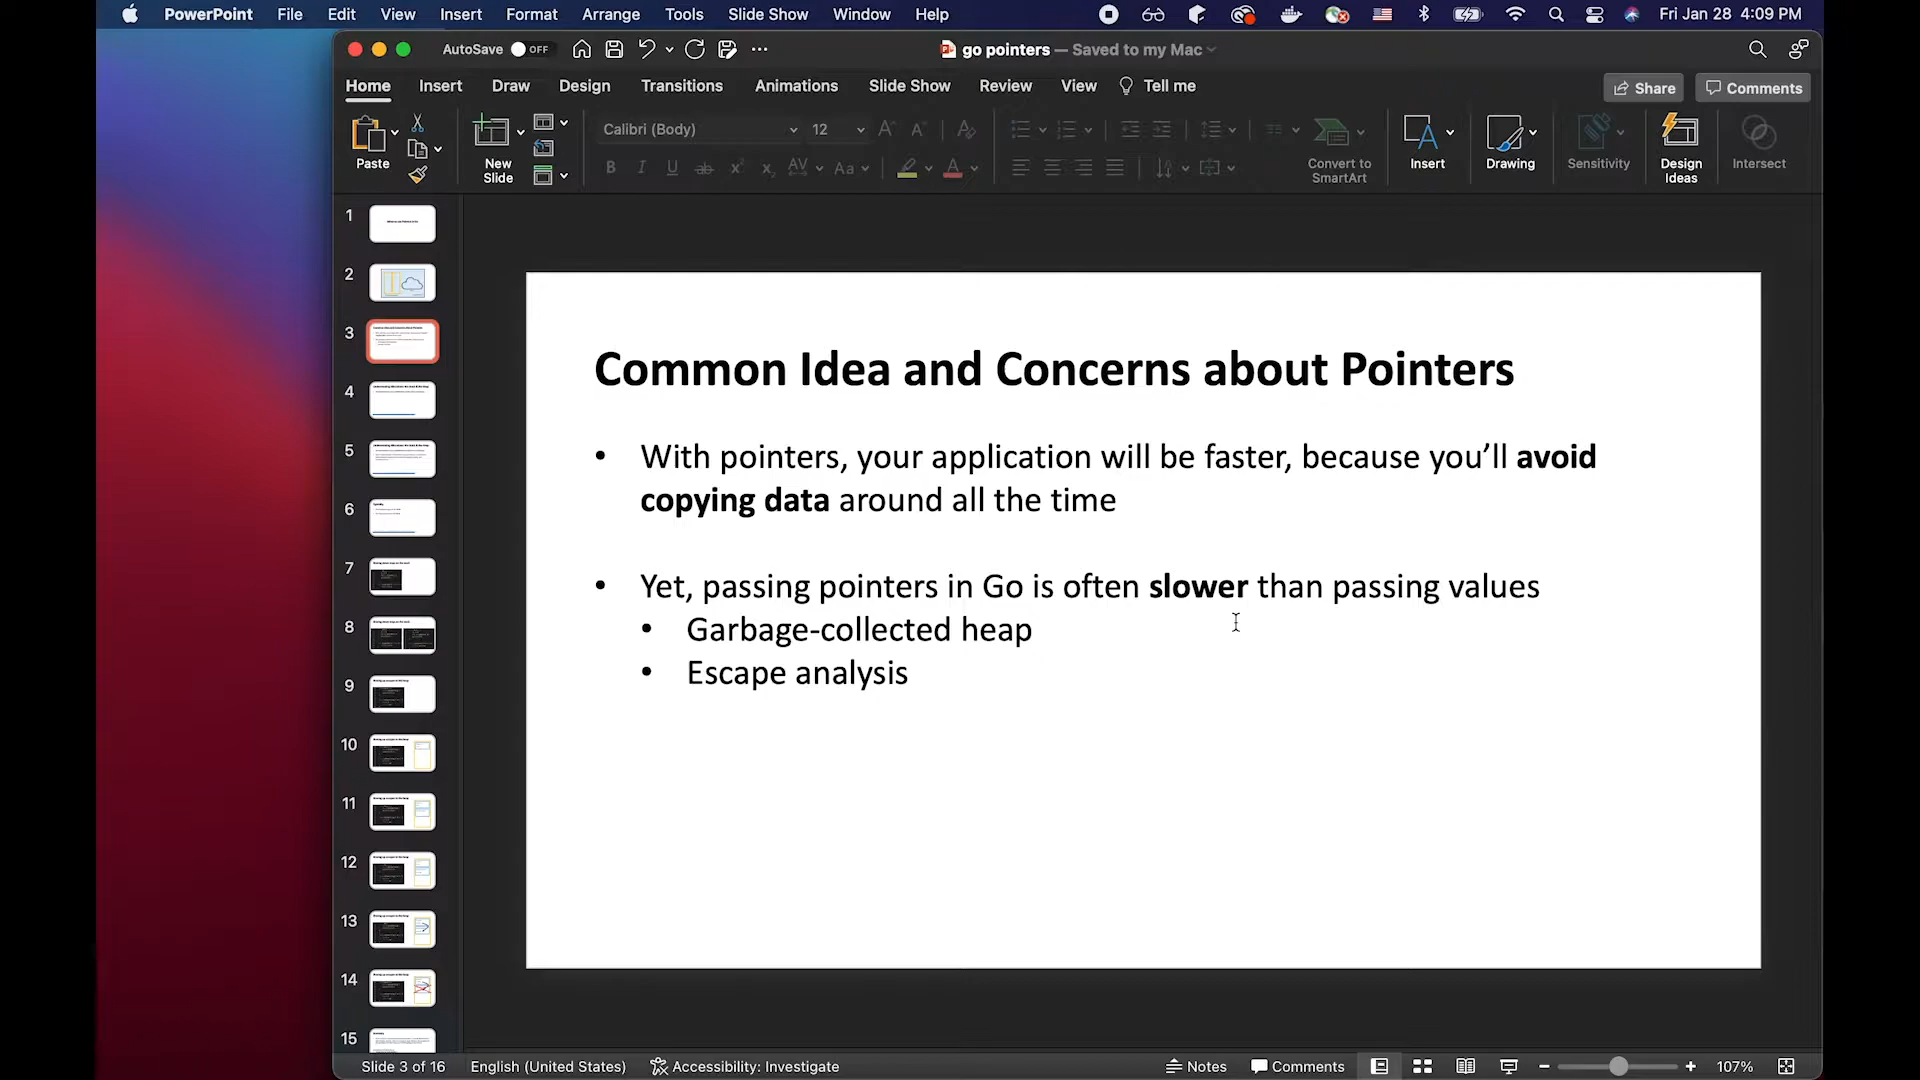 PowerPoint File Edit View Insert Format Arrange Tools Slide Show Window Help Fri Jan 28 4:09 PM
AutoSave OFF go pointers — Saved to my Mac
Home Insert Draw Design Transitions Animations Slide Show Review View Tell me Share Comments
Calibri (Body) 12
Paste New Slide Convert to SmartArt Insert Drawing Sensitivity Design Ideas Intersect
1
2
3
4
5
6
7
8
9
10
11
12
13
14
15
Common Idea and Concerns about Pointers
• With pointers, your application will be faster, because you’ll avoid
copying data around all the time
• Yet, passing pointers in Go is often slower than passing values
• Garbage-collected heap
• Escape analysis
Slide 3 of 16 English (United States) Accessibility: Investigate Notes Comments 107%